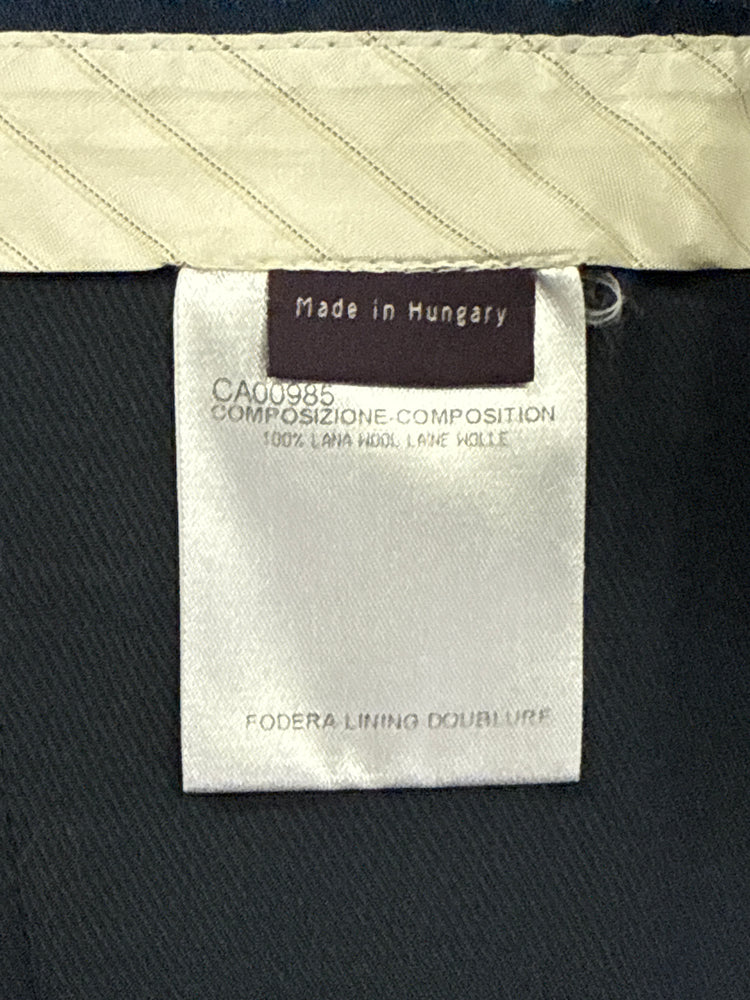 Made in Hungary
CA00985
COMPOSIZIONE-COMPOSITION
100% LANA WOOL LAINE WOLLE
FODERA LINING DOUBLURE